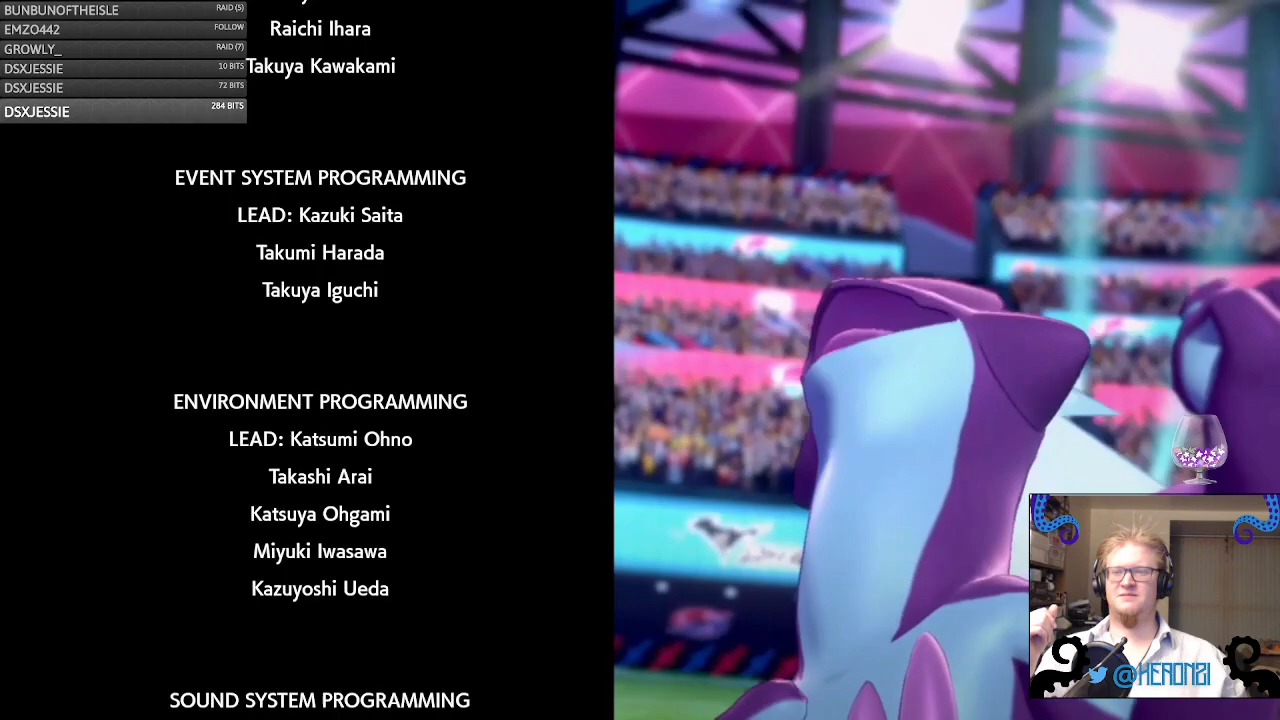 BUNBUNOFTHEISLE RAID (5)
EMZO442 FOLLOW
GROWLY_ RAID (7)
DSXJESSIE 10 BITS
DSXJESSIE 72 BITS
DSXJESSIE 284 BITS
Raichi Ihara
Takuya Kawakami
EVENT SYSTEM PROGRAMMING
LEAD: Kazuki Saita
Takumi Harada
Takuya Iguchi
ENVIRONMENT PROGRAMMING
LEAD: Katsumi Ohno
Takashi Arai
Katsuya Ohgami
Miyuki Iwasawa
Kazuyoshi Ueda
SOUND SYSTEM PROGRAMMING
@HERONZI